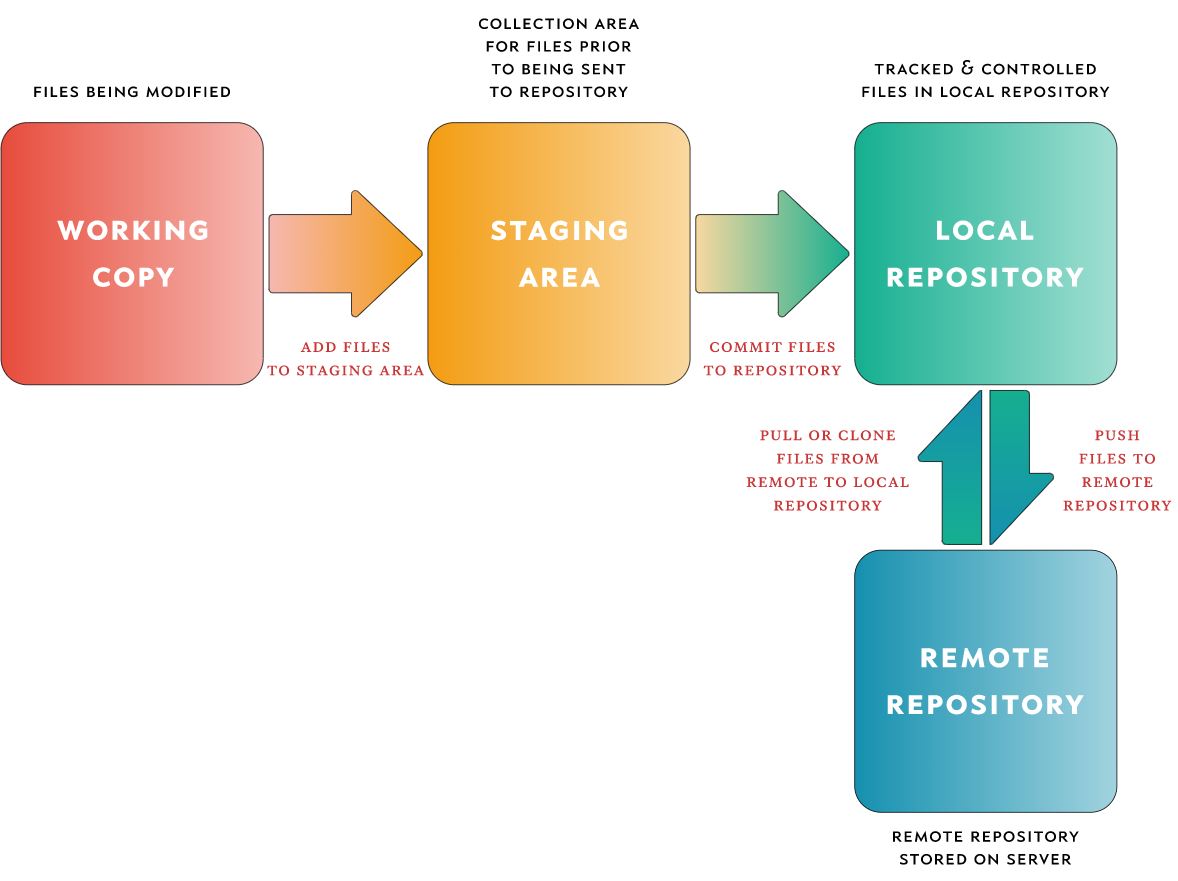 FILES BEING MODIFIED
COLLECTION AREA
FOR FILES PRIOR
TO BEING SENT
TO REPOSITORY
TRACKED & CONTROLLED
FILES IN LOCAL REPOSITORY
WORKING
COPY
ADD FILES
TO STAGING AREA
STAGING
AREA
COMMIT FILES
TO REPOSITORY
LOCAL
REPOSITORY
PULL OR CLONE
FILES FROM
REMOTE TO LOCAL
REPOSITORY
PUSH
FILES TO
REMOTE
REPOSITORY
REMOTE
REPOSITORY
REMOTE REPOSITORY
STORED ON SERVER